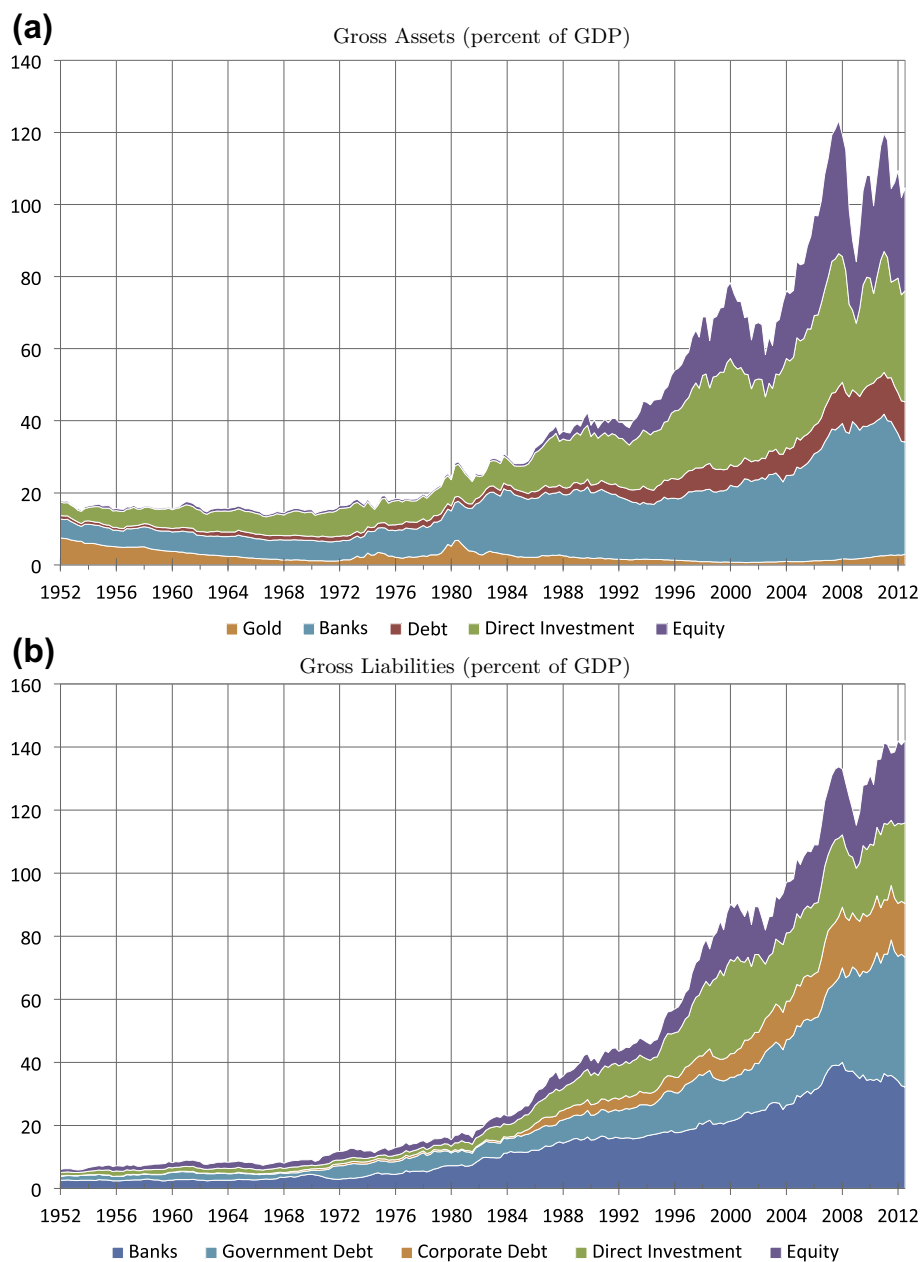 (a)
Gross Assets (percent of GDP)
140
120
100
80
60
40
20
0
1952 1956 1960 1964 1968 1972 1976 1980 1984 1988 1992 1996 2000 2004 2008 2012
Gold Banks Debt Direct Investment Equity
(b)
Gross Liabilities (percent of GDP)
160
140
120
100
80
60
40
20
0
1952 1956 1960 1964 1968 1972 1976 1980 1984 1988 1992 1996 2000 2004 2008 2012
Banks Government Debt Corporate Debt Direct Investment Equity